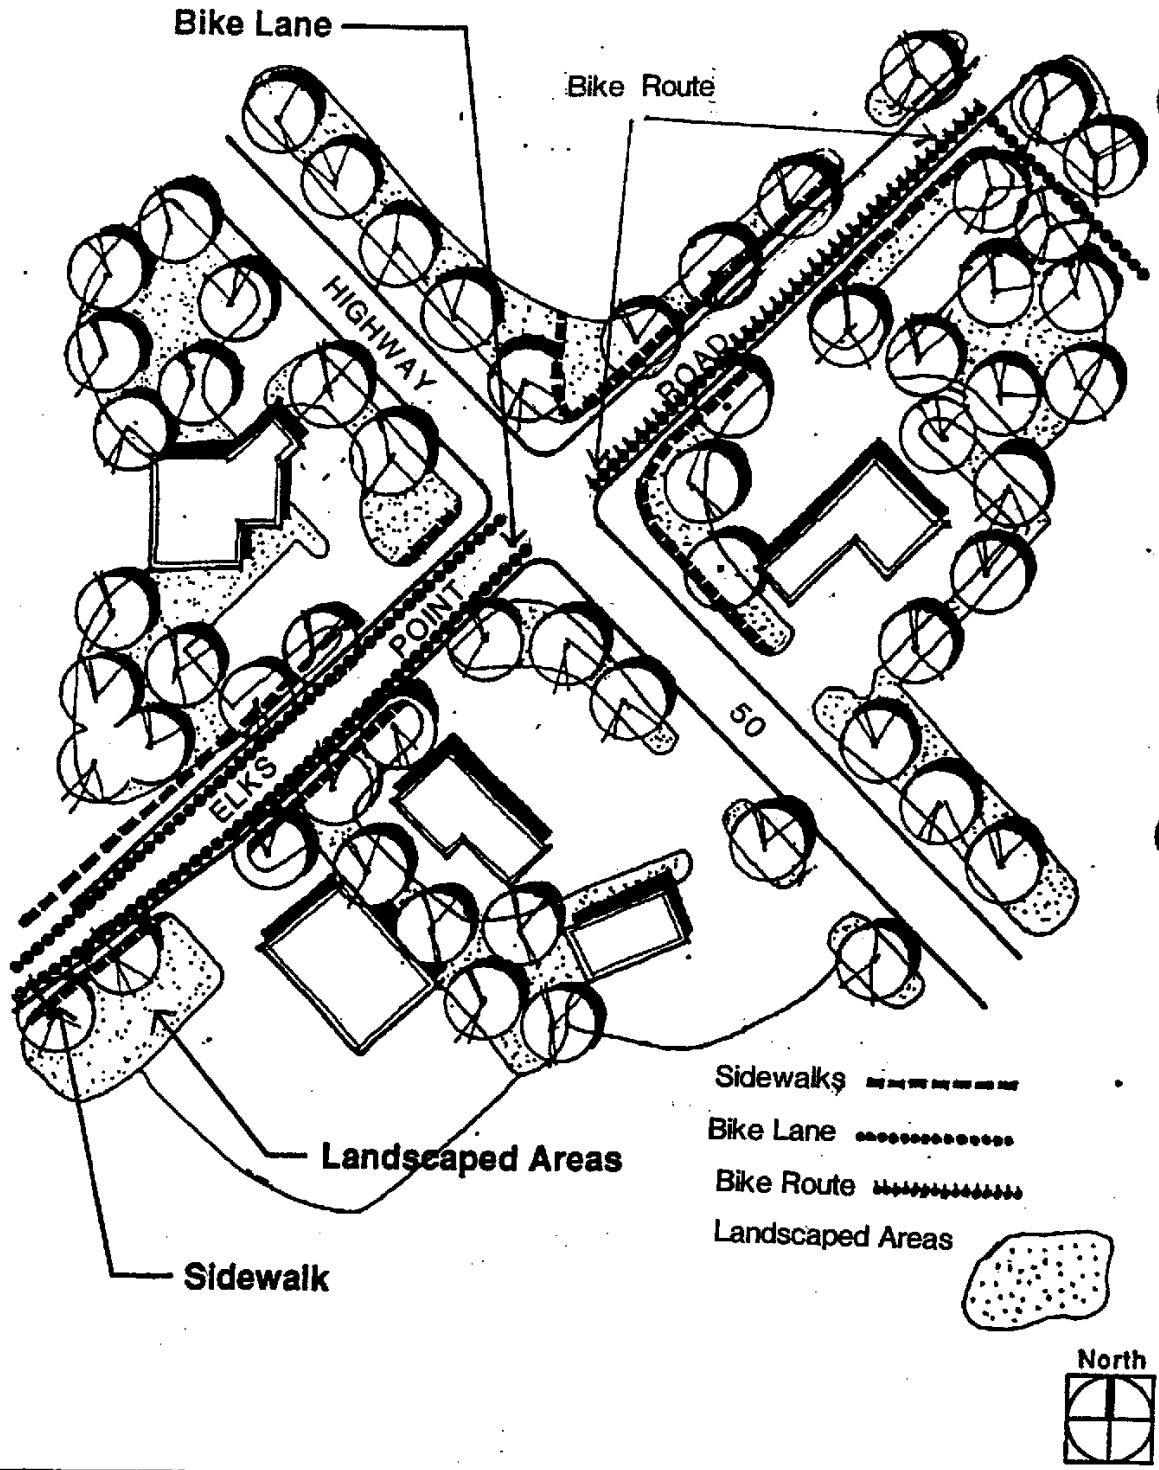 Bike Lane
Bike Route
HIGHWAY
ROAD
POINT
ELKS
50
Sidewalks
Bike Lane
Bike Route
Landscaped Areas
Landscaped Areas
Sidewalk
North